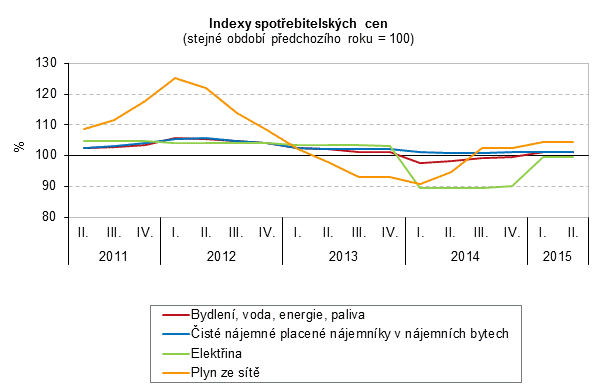 Indexy spotřebitelských cen
(stejné období předchozího roku = 100)
130
120
110
100
90
80
%
II. III. IV. I. II. III. IV. I. II. III. IV. I. II. III. IV. I. II.
2011 2012 2013 2014 2015
Bydlení, voda, energie, paliva
Čisté nájemné placené nájemníky v nájemních bytech
Elektřina
Plyn ze sítě